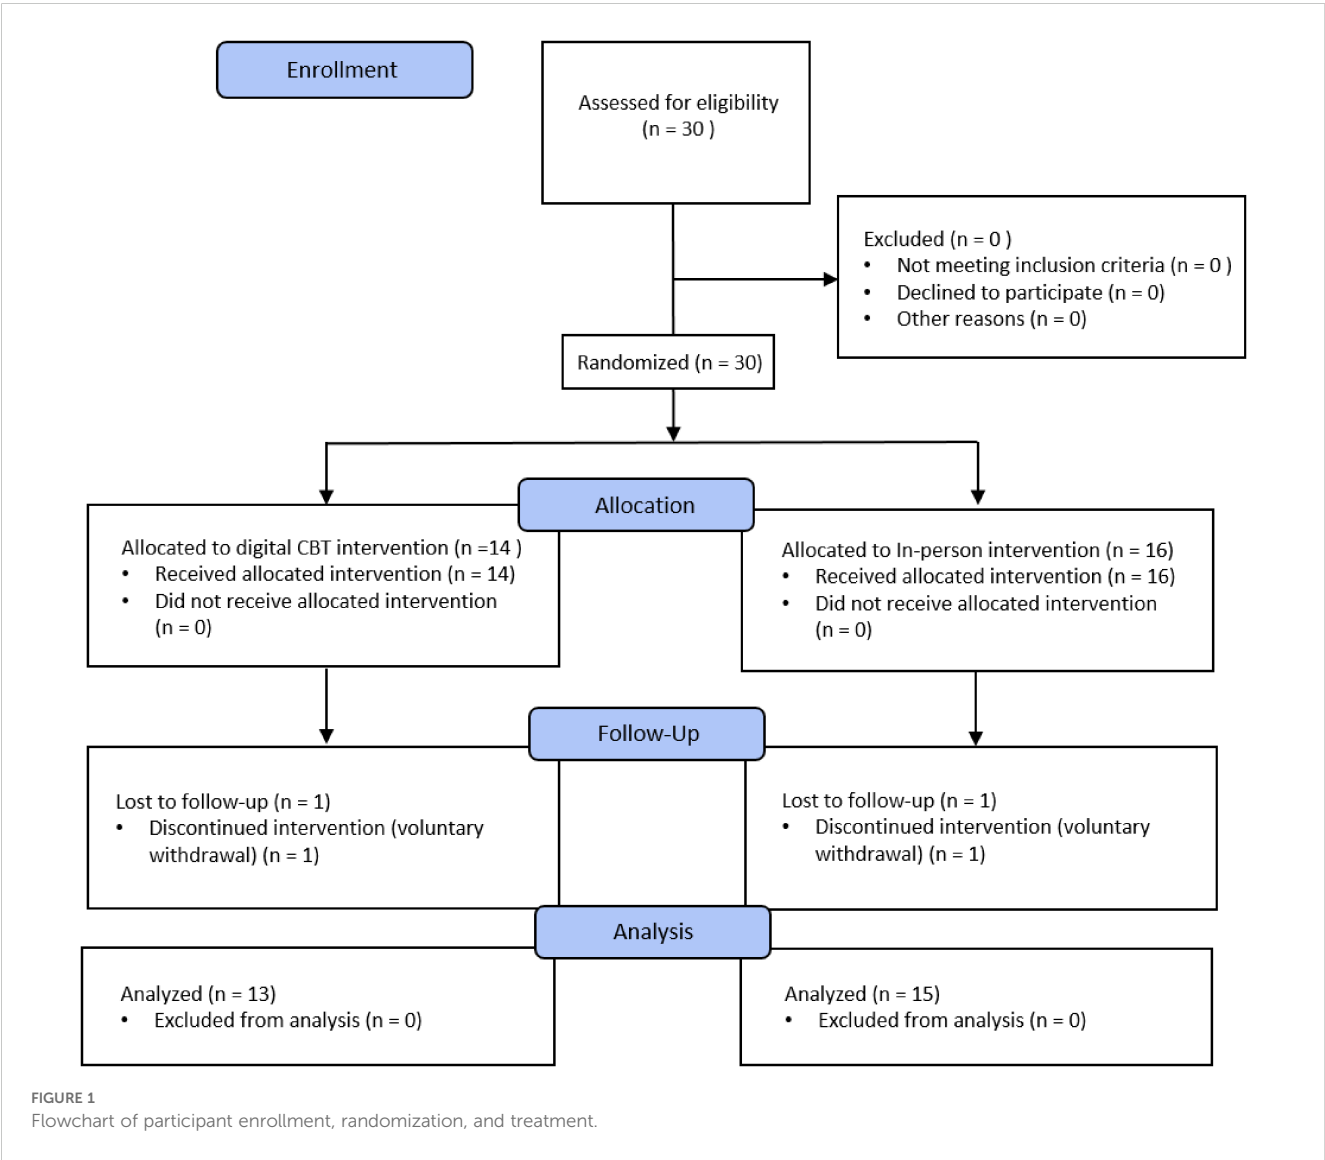 Enrollment
Assessed for eligibility
(n = 30 )
Excluded (n = 0 )
• Not meeting inclusion criteria (n = 0 )
• Declined to participate (n = 0)
• Other reasons (n = 0)
Randomized (n = 30)
Allocation
Allocated to digital CBT intervention (n =14 )
• Received allocated intervention (n = 14)
• Did not receive allocated intervention
(n = 0)
Allocated to In-person intervention (n = 16)
• Received allocated intervention (n = 16)
• Did not receive allocated intervention
(n = 0)
Follow-Up
Lost to follow-up (n = 1)
• Discontinued intervention (voluntary
withdrawal) (n = 1)
Lost to follow-up (n = 1)
• Discontinued intervention (voluntary
withdrawal) (n = 1)
Analysis
Analyzed (n = 13)
• Excluded from analysis (n = 0)
Analyzed (n = 15)
• Excluded from analysis (n = 0)
FIGURE 1
Flowchart of participant enrollment, randomization, and treatment.